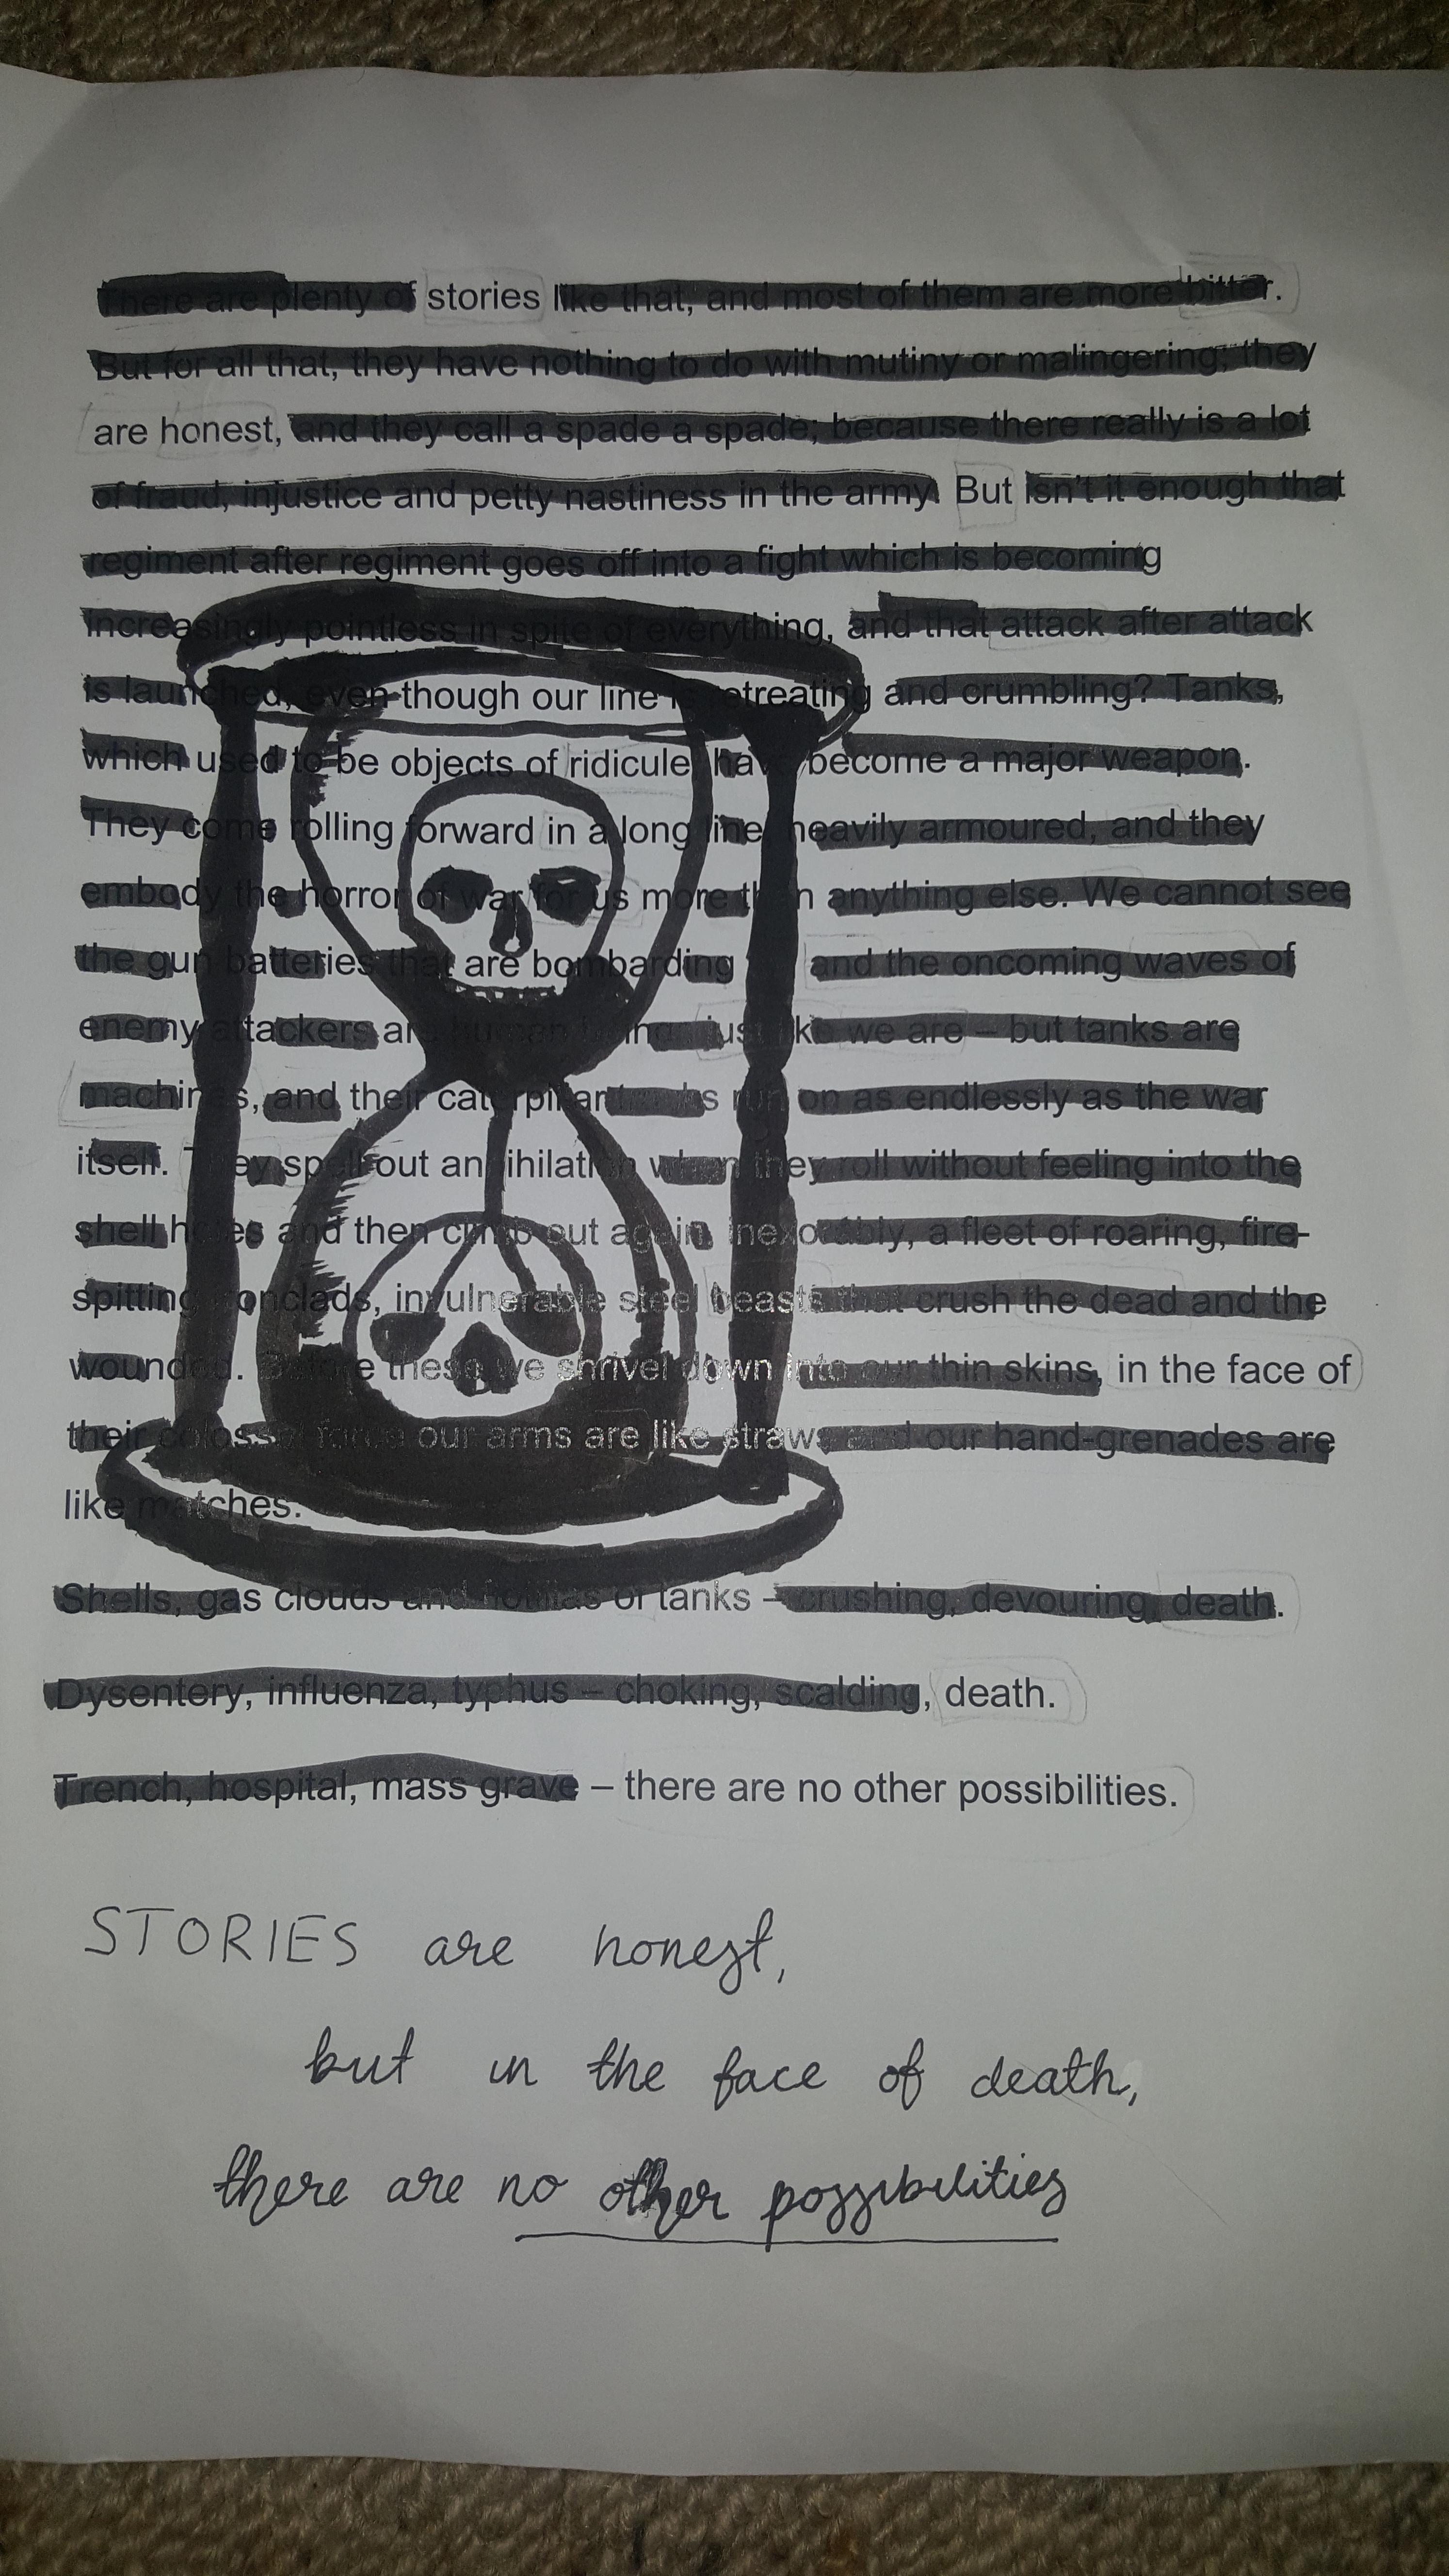 There are plenty of stories like that, and most of them are more bitter.
But for all that, they have nothing to do with mutiny or malingering; they
are honest, and they call a spade a spade; because there really is a lot
of fraud, injustice and petty nastiness in the army. But isn't it enough that
regiment after regiment goes off into a fight which is becoming
increasingly pointless in spite of everything, and that attack after attack
is launched, even though our line is retreating and crumbling? Tanks,
which used to be objects of ridicule, have become a major weapon.
They come rolling forward in a long line, heavily armoured, and they
embody the horror of war for us more than anything else. We cannot see
the gun batteries that are bombarding and the oncoming waves of
enemy attackers are human beings just like we are – but tanks are
machines, and their caterpillar tracks run on as endlessly as the war
itself. They spell out annihilation when they roll without feeling into the
shell holes and then climb out again, inexorably, a fleet of roaring, fire-
spitting ironclads, invulnerable steel beasts that crush the dead and the
wounded. Before these we shrivel down into our thin skins, in the face of
their colossal force our arms are like straws and our hand-grenades are
like matches.
Shells, gas clouds and flotillas of tanks – crushing, devouring, death.
Dysentery, influenza, typhus – choking, scalding, death.
Trench, hospital, mass grave – there are no other possibilities.
STORIES are honest,
but in the face of death,
there are no other possibilities